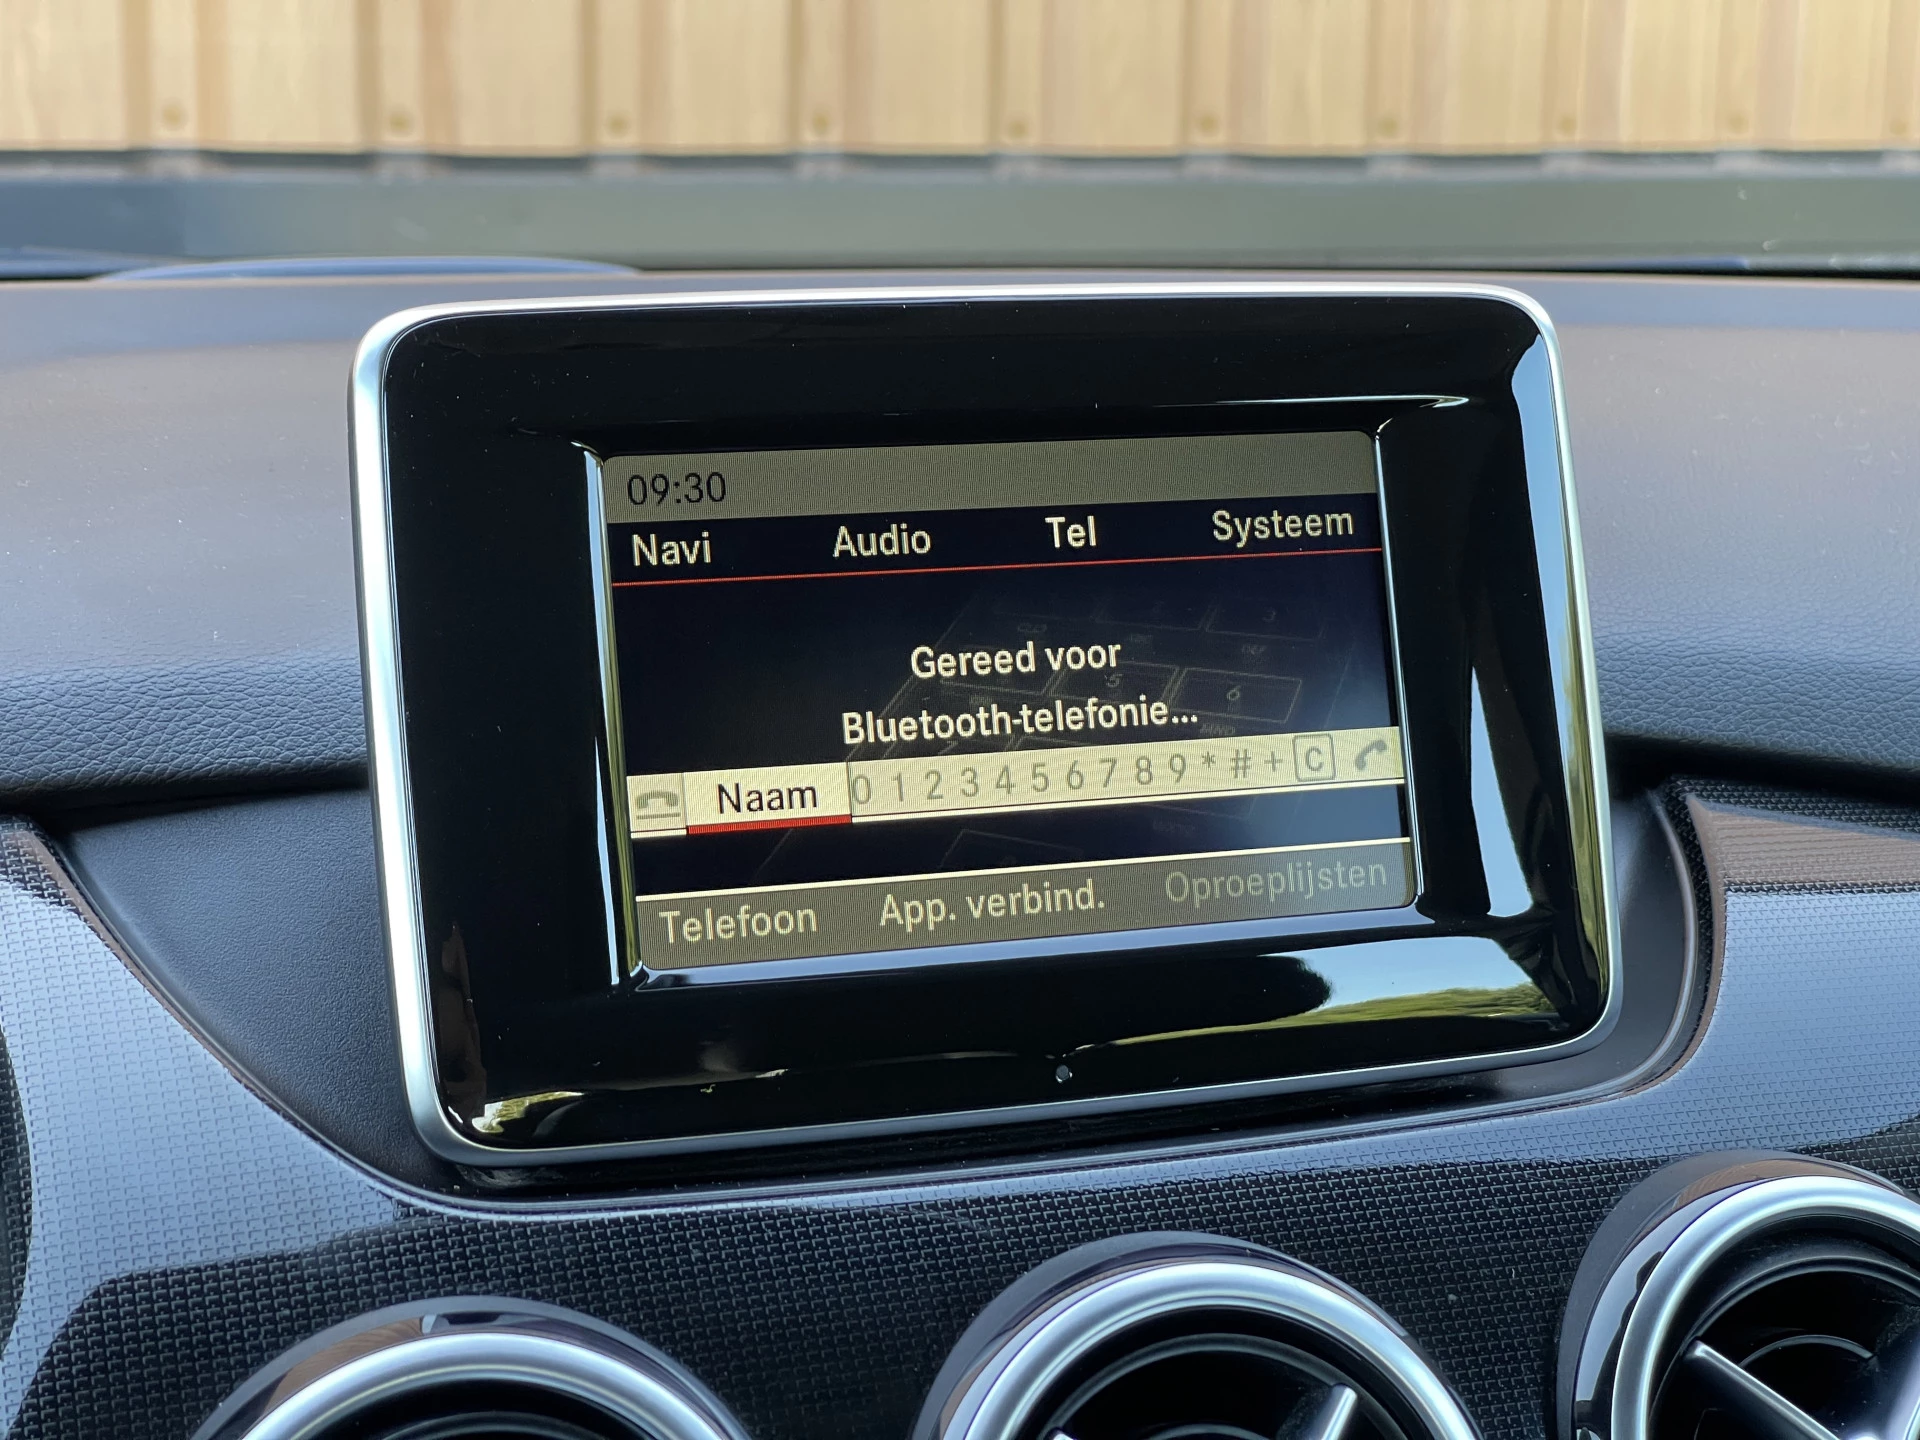 09:30
Navi Audio Tel Systeem
Gereed voor
Bluetooth-telefonie...
Naam 0 1 2 3 4 5 6 7 8 9 * # + C
Telefoon App. verbind. Oproeplijsten